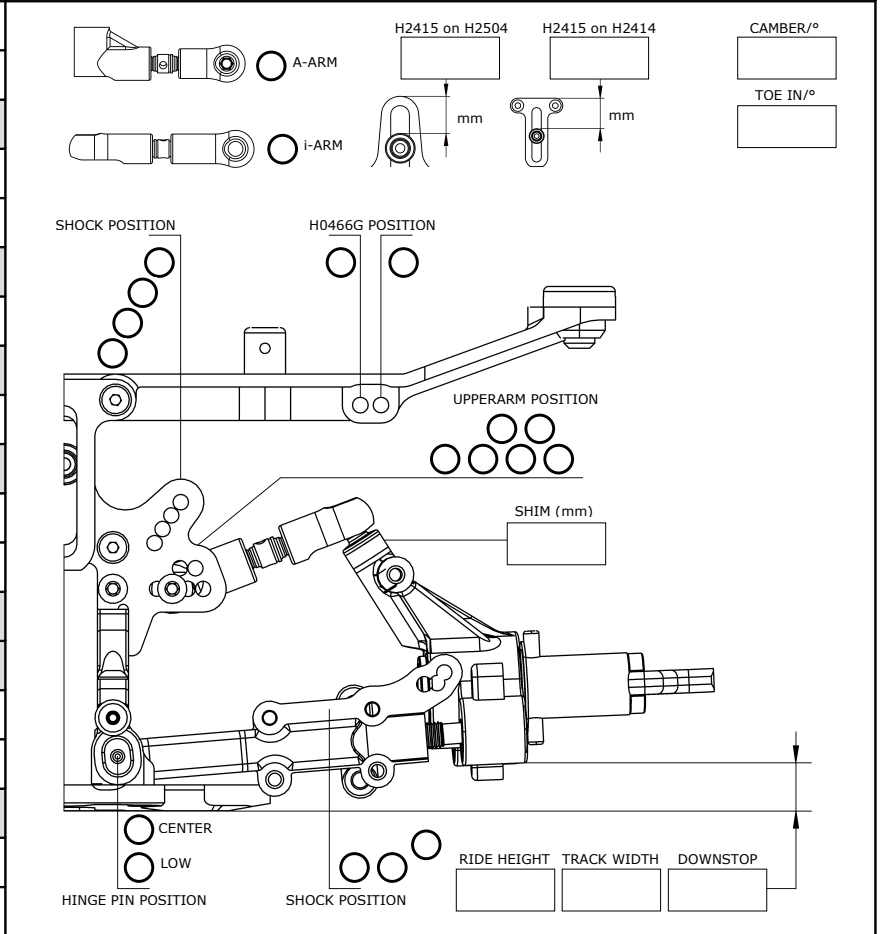 H2415 on H2504
H2415 on H2414
CAMBER/°
A-ARM
mm
mm
TOE IN/°
i-ARM
SHOCK POSITION
H0466G POSITION
UPPERARM POSITION
SHIM (mm)
CENTER
LOW
HINGE PIN POSITION
SHOCK POSITION
RIDE HEIGHT
TRACK WIDTH
DOWNSTOP